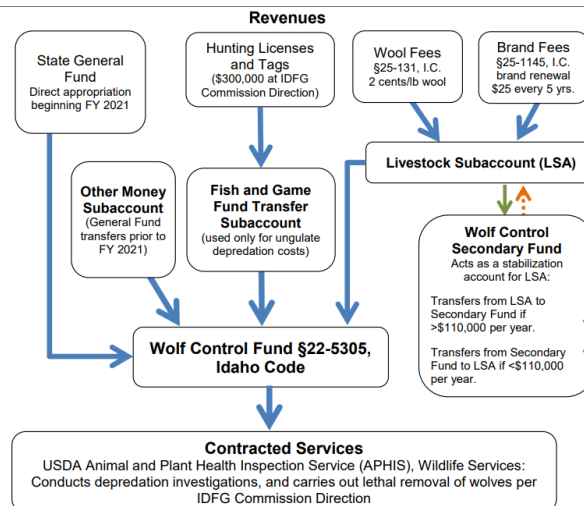 Revenues
State General
Fund
Direct appropriation
beginning FY 2021
Hunting Licenses
and Tags
($300,000 at IDFG
Commission Direction)
Wool Fees
§25-131, I.C.
2 cents/lb wool
Brand Fees
§25-1145, I.C.
brand renewal
$25 every 5 yrs.
Livestock Subaccount (LSA)
Other Money
Subaccount
(General Fund
transfers prior to
FY 2021)
Fish and Game
Fund Transfer
Subaccount
(used only for ungulate
depredation costs)
Wolf Control
Secondary Fund
Acts as a stabilization
account for LSA:
Transfers from LSA to
Secondary Fund if
>$110,000 per year.
Transfers from Secondary
Fund to LSA if <$110,000
per year.
Wolf Control Fund §22-5305,
Idaho Code
Contracted Services
USDA Animal and Plant Health Inspection Service (APHIS), Wildlife Services:
Conducts depredation investigations, and carries out lethal removal of wolves per
IDFG Commission Direction